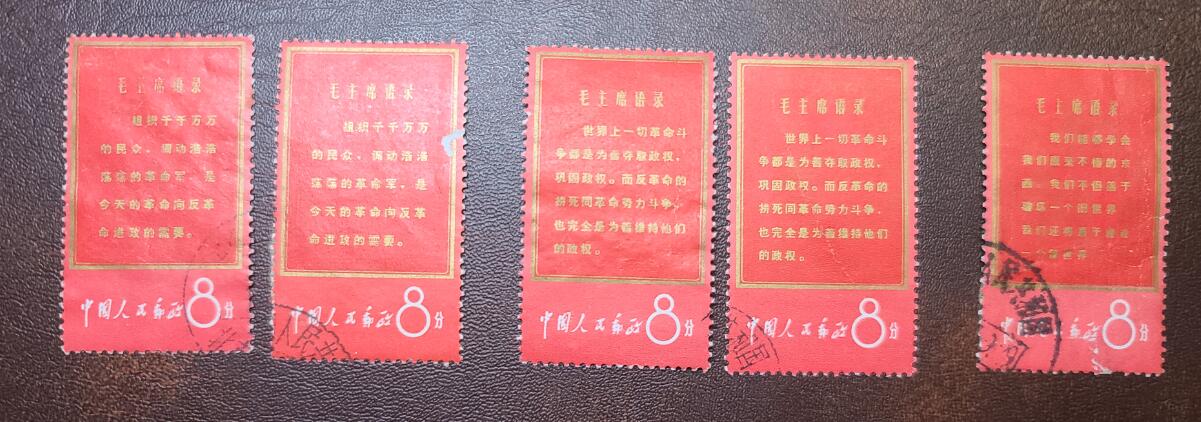 毛主席语录
组织千千万万
的民众，调动浩浩
荡荡的革命军，是
今天的革命向反革
命进攻的需要。
中国人民邮政8分
毛主席语录
组织千千万万
的民众，调动浩浩
荡荡的革命军，是
今天的革命向反革
命进攻的需要。
中国人民邮政8分
人民共
毛主席语录
世界上一切革命斗
争都是为着夺取政权，
巩固政权。而反革命的
拚死同革命势力斗争，
也完全是为着维持他们
的政权。
中国人民邮政8分
毛主席语录
世界上一切革命斗
争都是为着夺取政权，
巩固政权。而反革命的
拚死同革命势力斗争，
也完全是为着维持他们
的政权。
中国人民邮政8分
毛主席语录
我们能够学会
我们原来不懂的东
西。我们不但善于
破坏一个旧世界，
我们还将善于建设
一个新世界
中国人民邮政8分